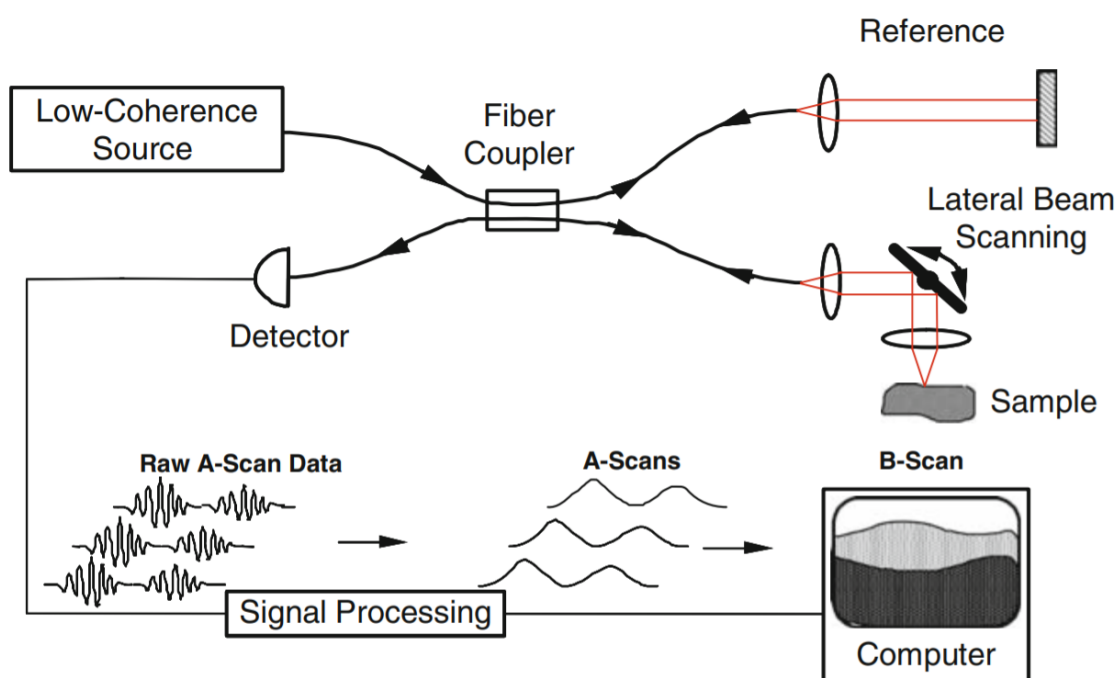 Reference
Low-Coherence
Source
Fiber
Coupler
Lateral Beam
Scanning
Detector
Sample
Raw A-Scan Data
A-Scans
B-Scan
Signal Processing
Computer